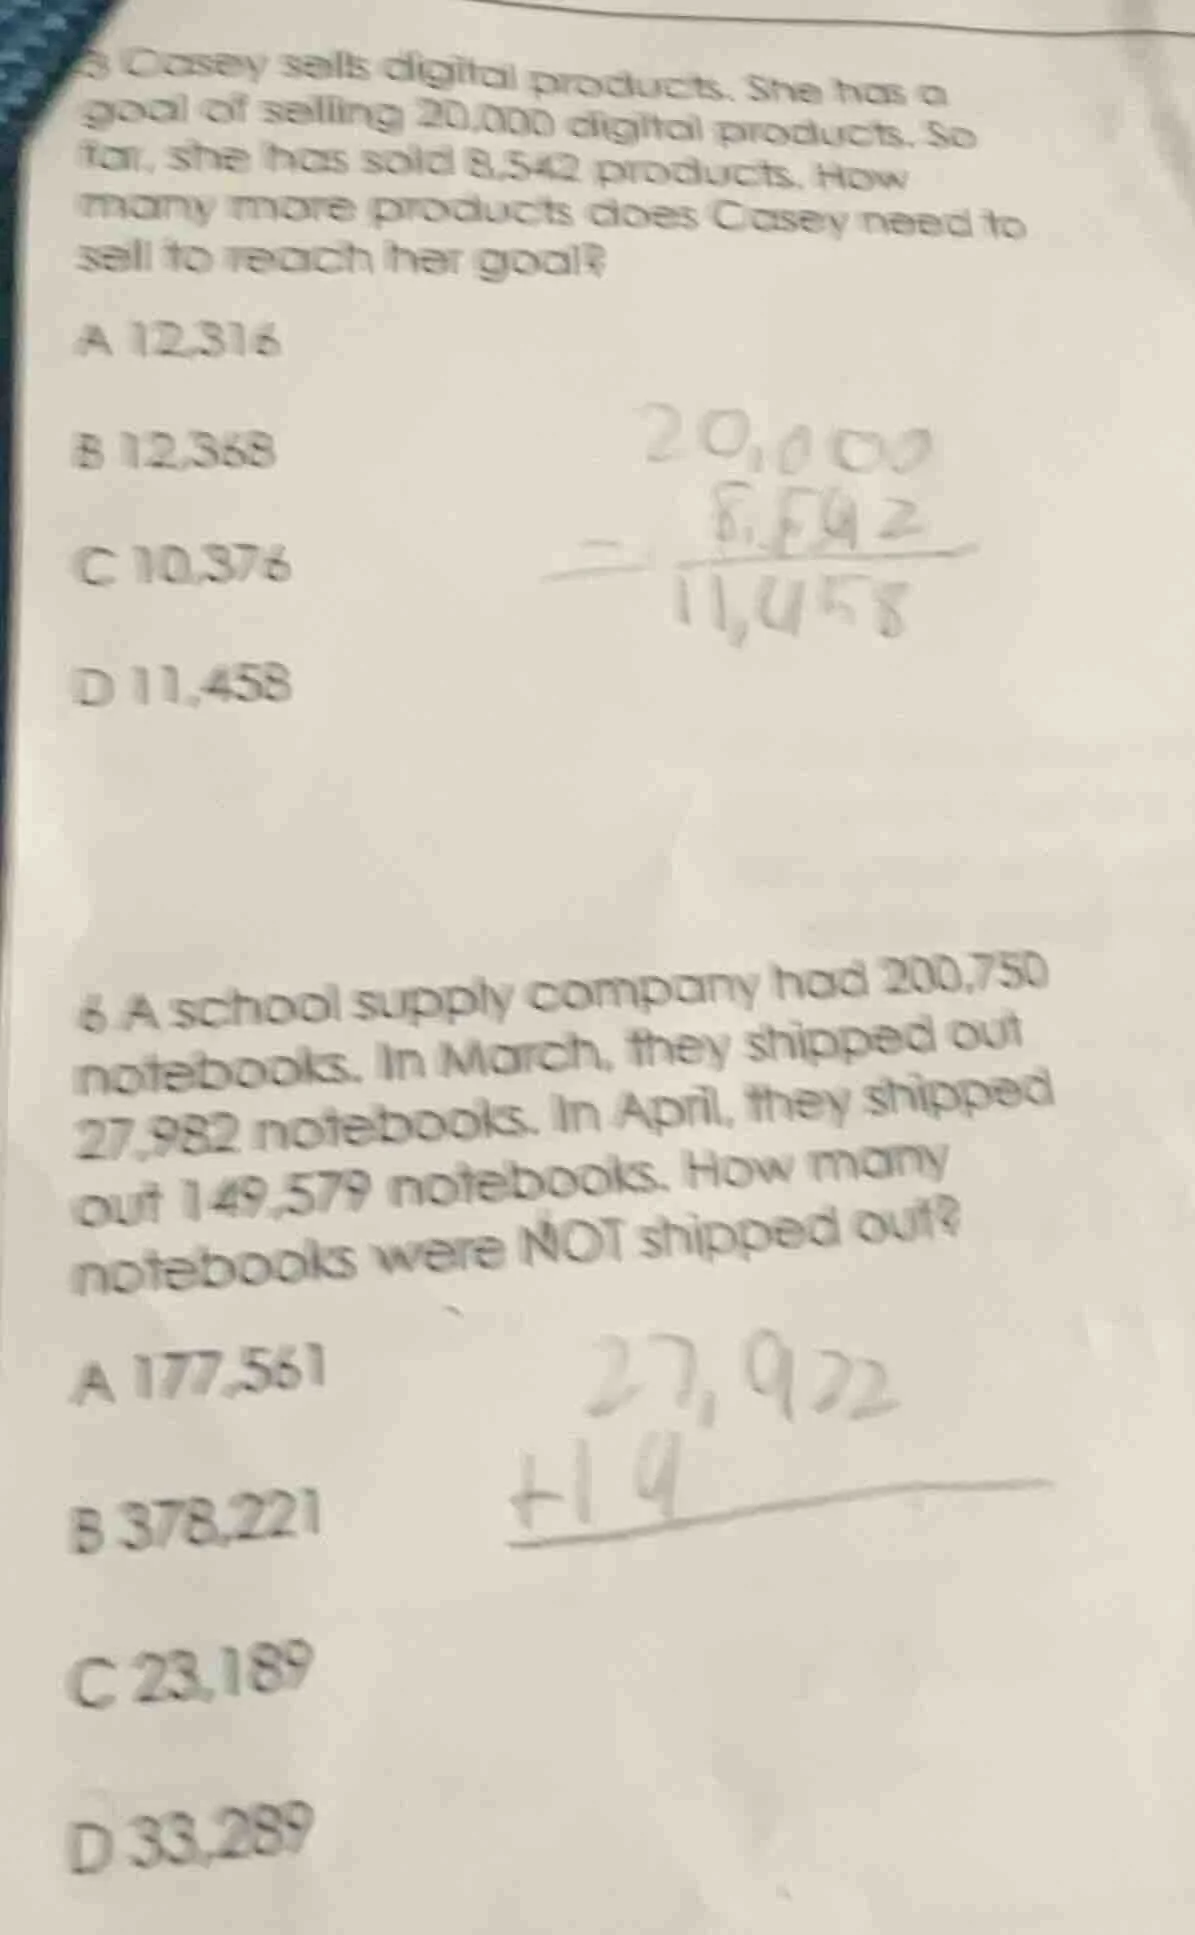 Casey sells digital products. She has a
goal of selling 20,000 digital products. So
far, she has sold 8,542 products. How
many more products does Casey need to
sell to reach her goal?
A 12,316
B 12,368
C 10,376
D 11,458
20,000
8,542
11,458
6 A school supply company had 200,750
notebooks. In March, they shipped out
27,982 notebooks. In April, they shipped
out 149,579 notebooks. How many
notebooks were NOT shipped out?
A 177,561
B 378,221
C 23,189
D 33,289
27,9
+14